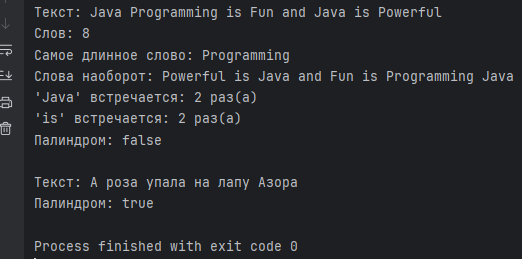 Текст: Java Programming is Fun and Java is Powerful
Слов: 8
Самое длинное слово: Programming
Слова наоборот: Powerful is Java and Fun is Programming Java
'Java' встречается: 2 раз(а)
'is' встречается: 2 раз(а)
Палиндром: false
Текст: А роза упала на лапу Азора
Палиндром: true
Process finished with exit code 0